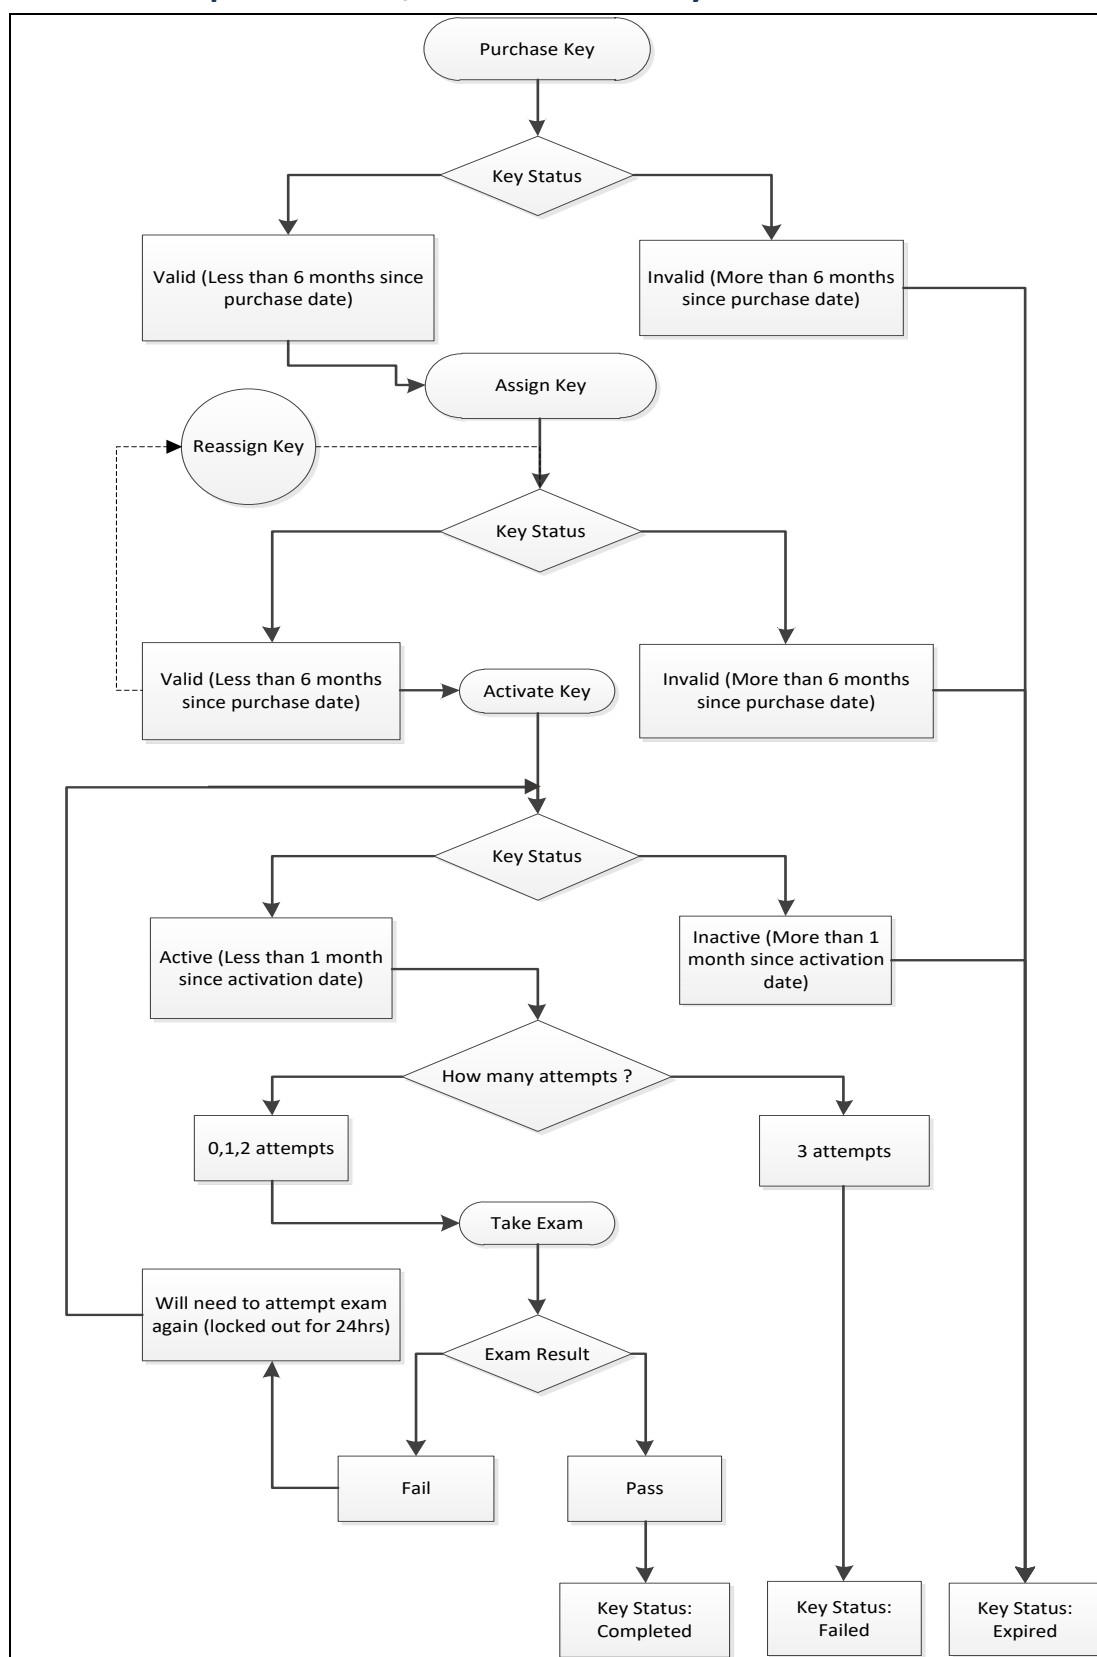 Purchase Key
Key Status
Valid (Less than 6 months since
purchase date)
Invalid (More than 6 months
since purchase date)
Assign Key
Reassign Key
Key Status
Valid (Less than 6 months
since purchase date)
Activate Key
Invalid (More than 6 months
since purchase date)
Key Status
Active (Less than 1 month
since activation date)
Inactive (More than 1
month since activation
date)
How many attempts ?
0,1,2 attempts
3 attempts
Take Exam
Will need to attempt exam
again (locked out for 24hrs)
Exam Result
Fail
Pass
Key Status:
Completed
Key Status:
Failed
Key Status:
Expired